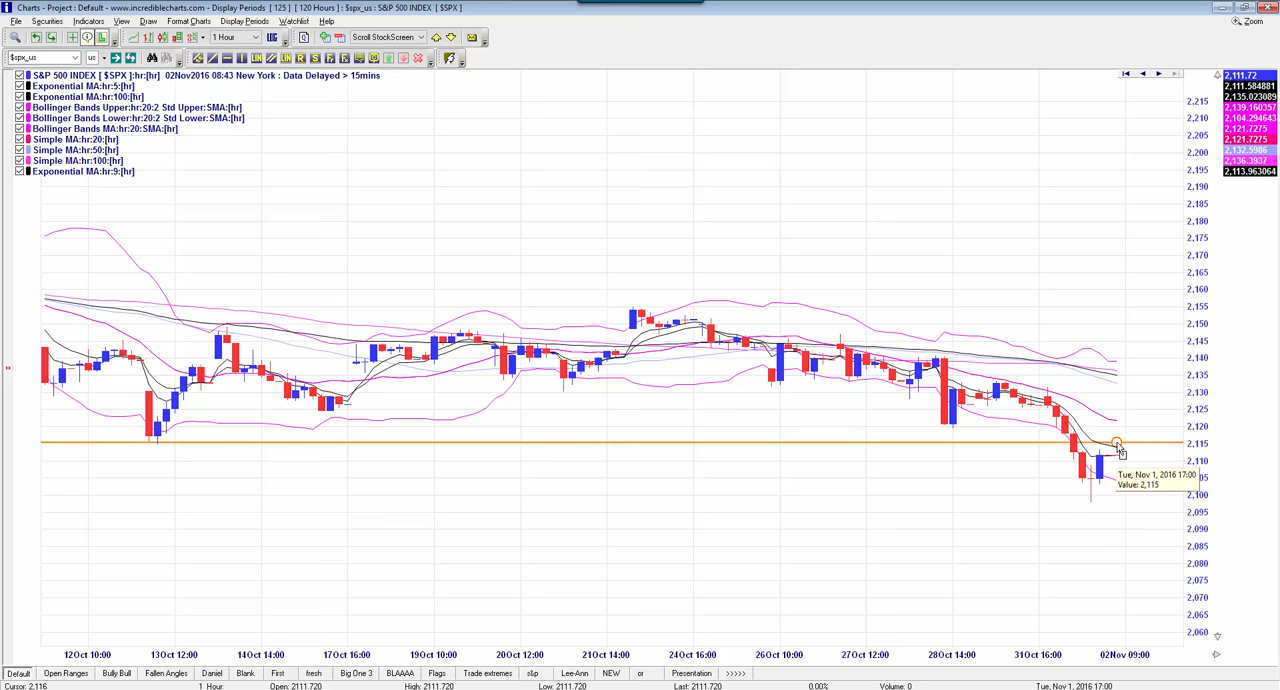 Charts - Project : Default - www.incrediblecharts.com - Display Periods [ 125 ] [ 120 Hours ] : $spx_us : S&P 500 INDEX [ $SPX ]
File Securities Indicators View Draw Format Charts Display Periods Watchlist Help
Zoom
1 Hour Scroll StockScreen
$spx_us us
S&P 500 INDEX [ $SPX ]:hr:[hr] 02Nov2016 08:43 New York : Data Delayed > 15mins
Exponential MA:hr:5:[hr]
Exponential MA:hr:100:[hr]
Bollinger Bands Upper:hr:20:2 Std Upper:SMA:[hr]
Bollinger Bands Lower:hr:20:2 Std Lower:SMA:[hr]
Bollinger Bands MA:hr:20:SMA:[hr]
Simple MA:hr:20:[hr]
Simple MA:hr:50:[hr]
Simple MA:hr:100:[hr]
Exponential MA:hr:9:[hr]
2,111.72
2,111.584881
2,135.023089
2,139.160357
2,104.294643
2,121.7275
2,121.7275
2,132.5986
2,136.3937
2,113.963064
2,215
2,210
2,205
2,200
2,195
2,190
2,185
2,180
2,175
2,170
2,165
2,160
2,155
2,150
2,145
2,140
2,135
2,130
2,125
2,120
2,115
2,110
2,105
2,100
2,095
2,090
2,085
2,080
2,075
2,070
2,065
2,060
Tue, Nov 1, 2016 17:00
Value: 2,115
12Oct 10:00 13Oct 12:00 14Oct 14:00 17Oct 16:00 19Oct 10:00 20Oct 12:00 21Oct 14:00 24Oct 16:00 26Oct 10:00 27Oct 12:00 28Oct 14:00 31Oct 16:00 02Nov 09:00
Default Open Ranges Bully Bull Fallen Angles Daniel Blank First fresh Big One 3 BLAAAA Flags Trade extremes s&p Lee-Ann NEW or Presentation >>>>>
Cursor: 2,116 1 Hour: Open: 2111.720 High: 2111.720 Low: 2111.720 Last: 2111.720 0.00% Volume: 0 Tue, Nov 1, 2016 17:00